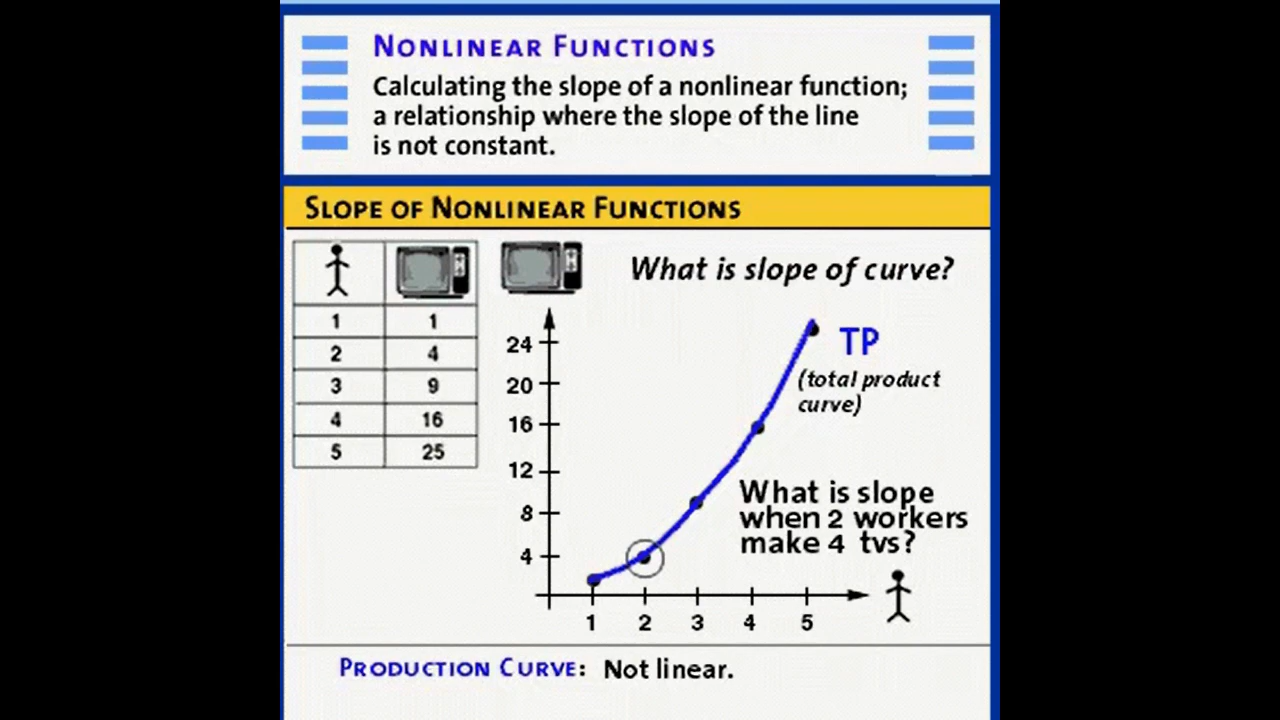 NONLINEAR FUNCTIONS
Calculating the slope of a nonlinear function;
a relationship where the slope of the line
is not constant.
SLOPE OF NONLINEAR FUNCTIONS
1 1
2 4
3 9
4 16
5 25
What is slope of curve?
24
20
16
12
8
4
TP
(total product
curve)
What is slope
when 2 workers
make 4 tvs?
1 2 3 4 5
PRODUCTION CURVE: Not linear.